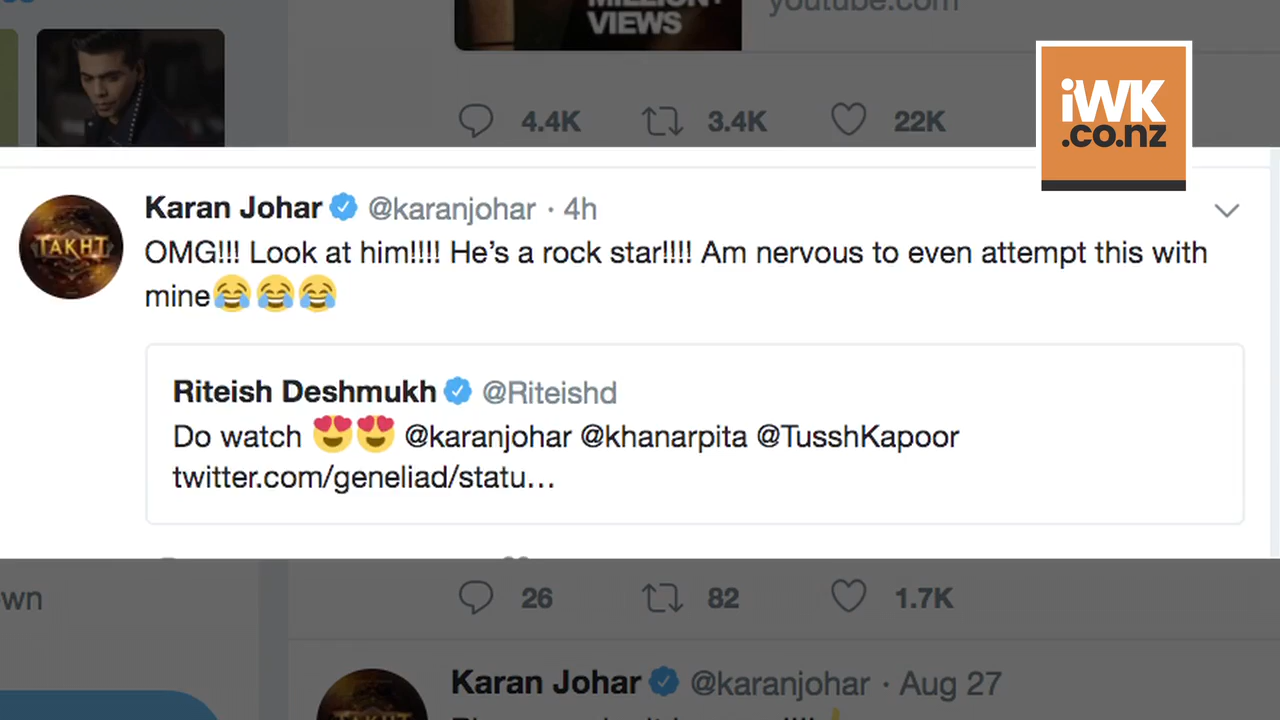 VIEWS
youtube.com
4.4K 3.4K 22K
iWK
.co.nz
Karan Johar @karanjohar · 4h
OMG!!! Look at him!!!! He's a rock star!!!! Am nervous to even attempt this with
mine😂😂😂
TAKHT
Riteish Deshmukh @Riteishd
Do watch 😍😍 @karanjohar @khanarpita @TusshKapoor
twitter.com/geneliad/statu...
wn
26 82 1.7K
Karan Johar @karanjohar · Aug 27